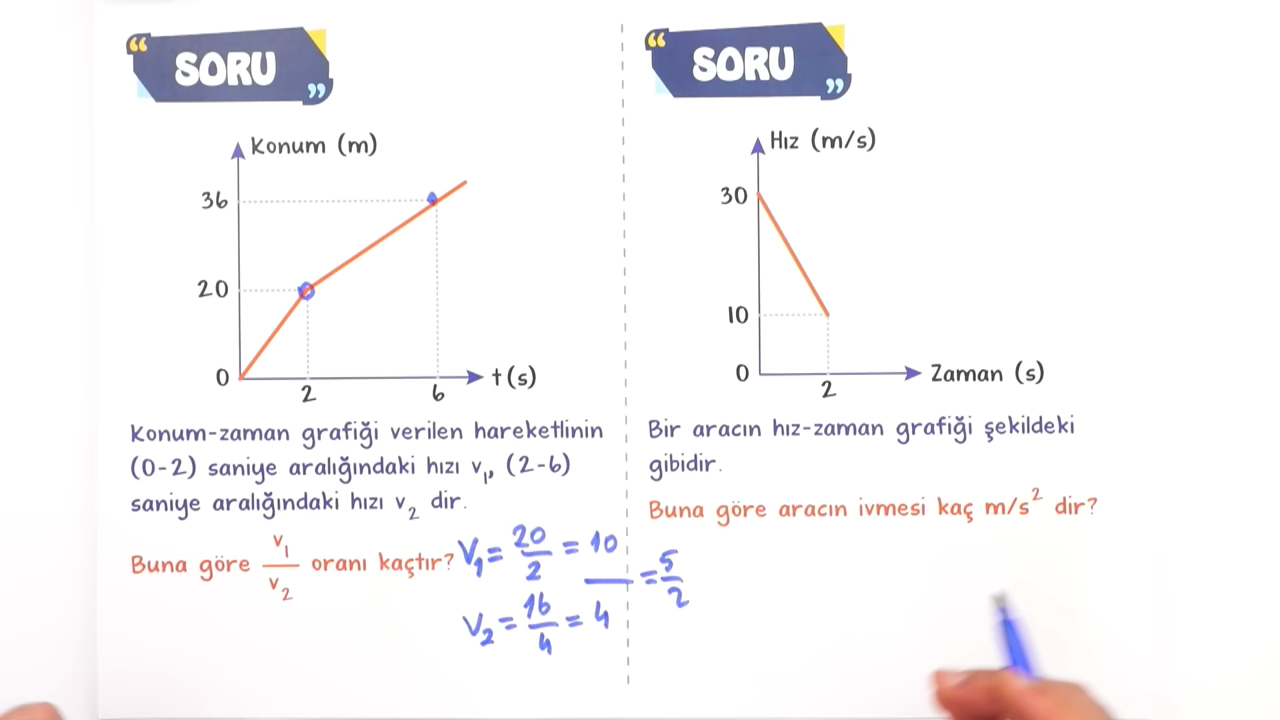 “ SORU ”
Konum (m)
36
20
0
2
6
t (s)
Konum-zaman grafiği verilen hareketlinin
(0-2) saniye aralığındaki hızı v₁, (2-6)
saniye aralığındaki hızı v₂ dir.
Buna göre v₁/v₂ oranı kaçtır?
V₁ = 20/2 = 10
V₂ = 16/4 = 4
= 5/2
“ SORU ”
Hız (m/s)
30
10
0
2
Zaman (s)
Bir aracın hız-zaman grafiği şekildeki
gibidir.
Buna göre aracın ivmesi kaç m/s² dir?